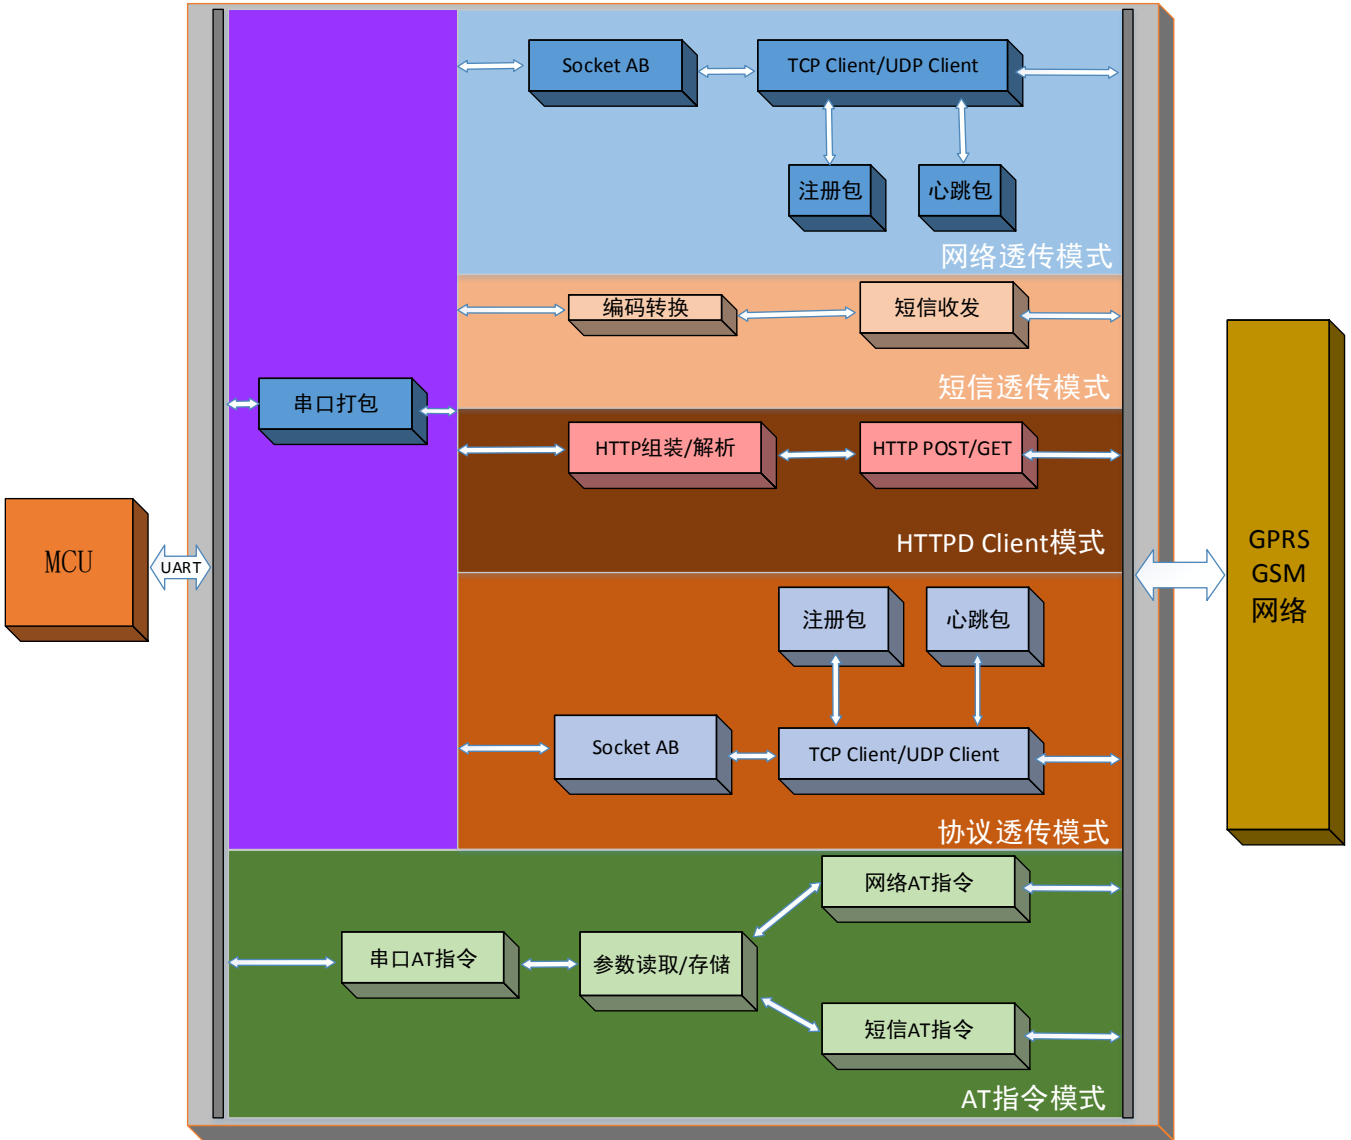 Socket AB
TCP Client/UDP Client
注册包
心跳包
网络透传模式
编码转换
短信收发
短信透传模式
串口打包
HTTP组装/解析
HTTP POST/GET
HTTPD Client模式
MCU
UART
GPRS
GSM
网络
注册包
心跳包
Socket AB
TCP Client/UDP Client
协议透传模式
网络AT指令
串口AT指令
参数读取/存储
短信AT指令
AT指令模式